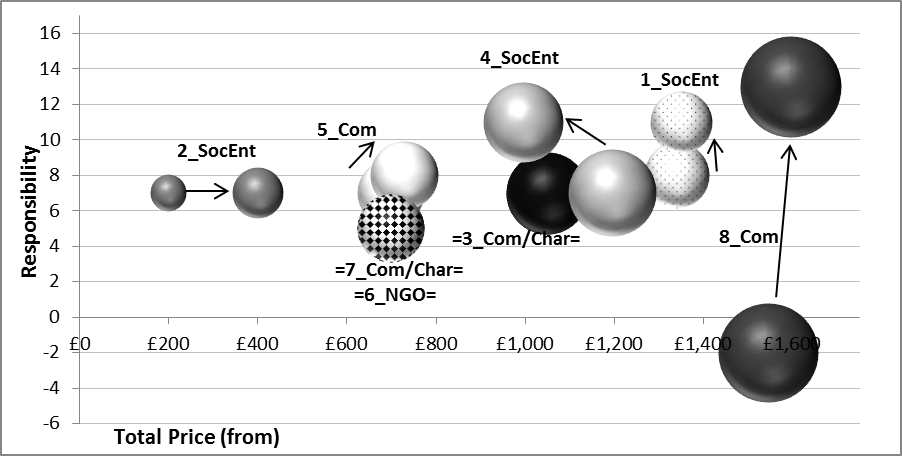 16
14
12
10
8
6
4
2
0
-2
-4
-6
Responsibility
4_SocEnt
1_SocEnt
5_Com
2_SocEnt
=3_Com/Char=
8_Com
=7_Com/Char=
=6_NGO=
£0 £200 £400 £600 £800 £1,000 £1,200 £1,400 £1,600
Total Price (from)